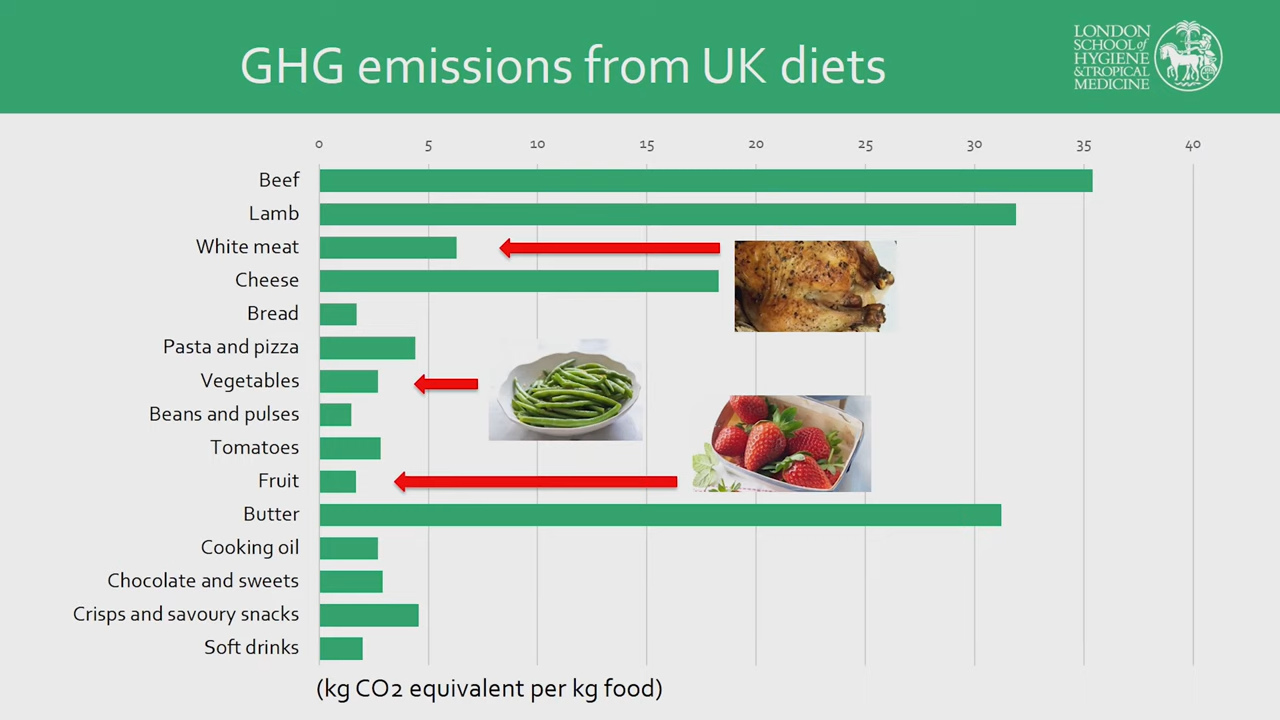 GHG emissions from UK diets
LONDON
SCHOOL of
HYGIENE
& TROPICAL
MEDICINE
0 5 10 15 20 25 30 35 40
Beef
Lamb
White meat
Cheese
Bread
Pasta and pizza
Vegetables
Beans and pulses
Tomatoes
Fruit
Butter
Cooking oil
Chocolate and sweets
Crisps and savoury snacks
Soft drinks
(kg CO2 equivalent per kg food)